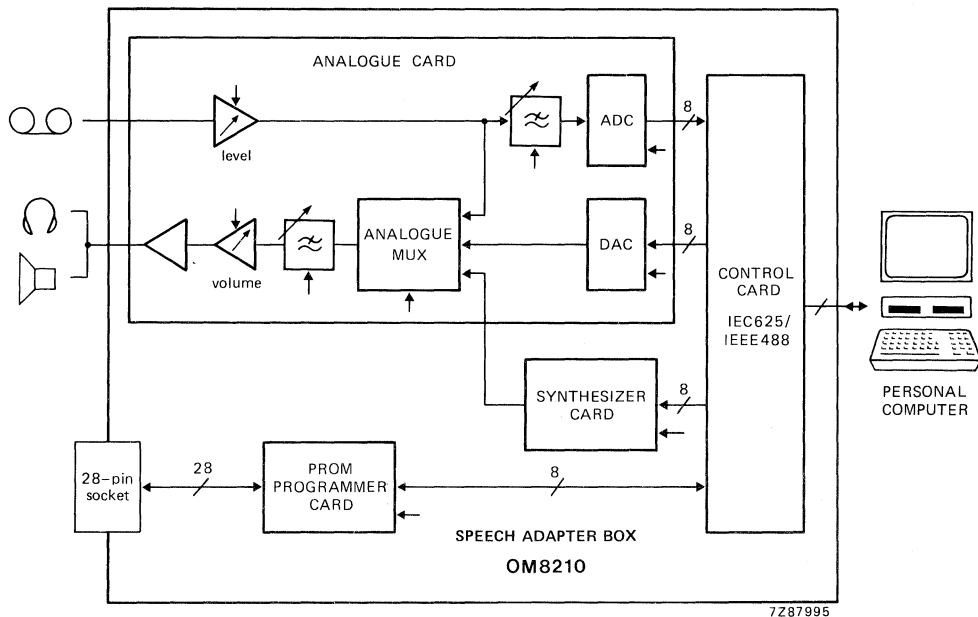 ANALOGUE CARD
level
ADC
8
volume
ANALOGUE
MUX
DAC
8
CONTROL
CARD
IEC625/
IEEE488
PERSONAL
COMPUTER
SYNTHESIZER
CARD
8
28-pin
socket
28
PROM
PROGRAMMER
CARD
8
SPEECH ADAPTER BOX
OM8210
7Z87995